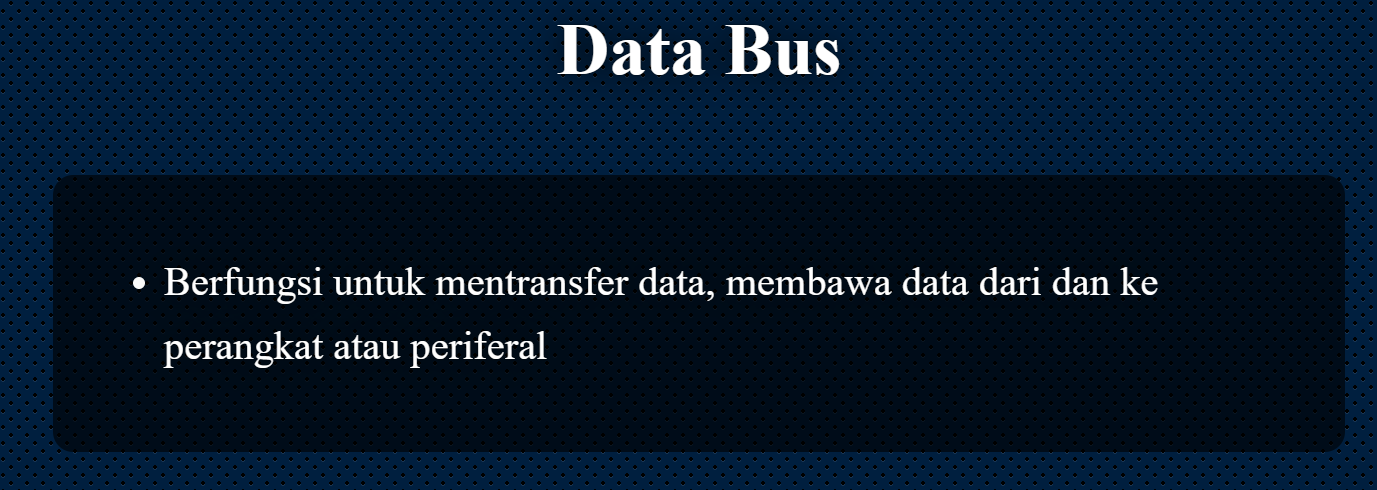 Data Bus
• Berfungsi untuk mentransfer data, membawa data dari dan ke
perangkat atau periferal